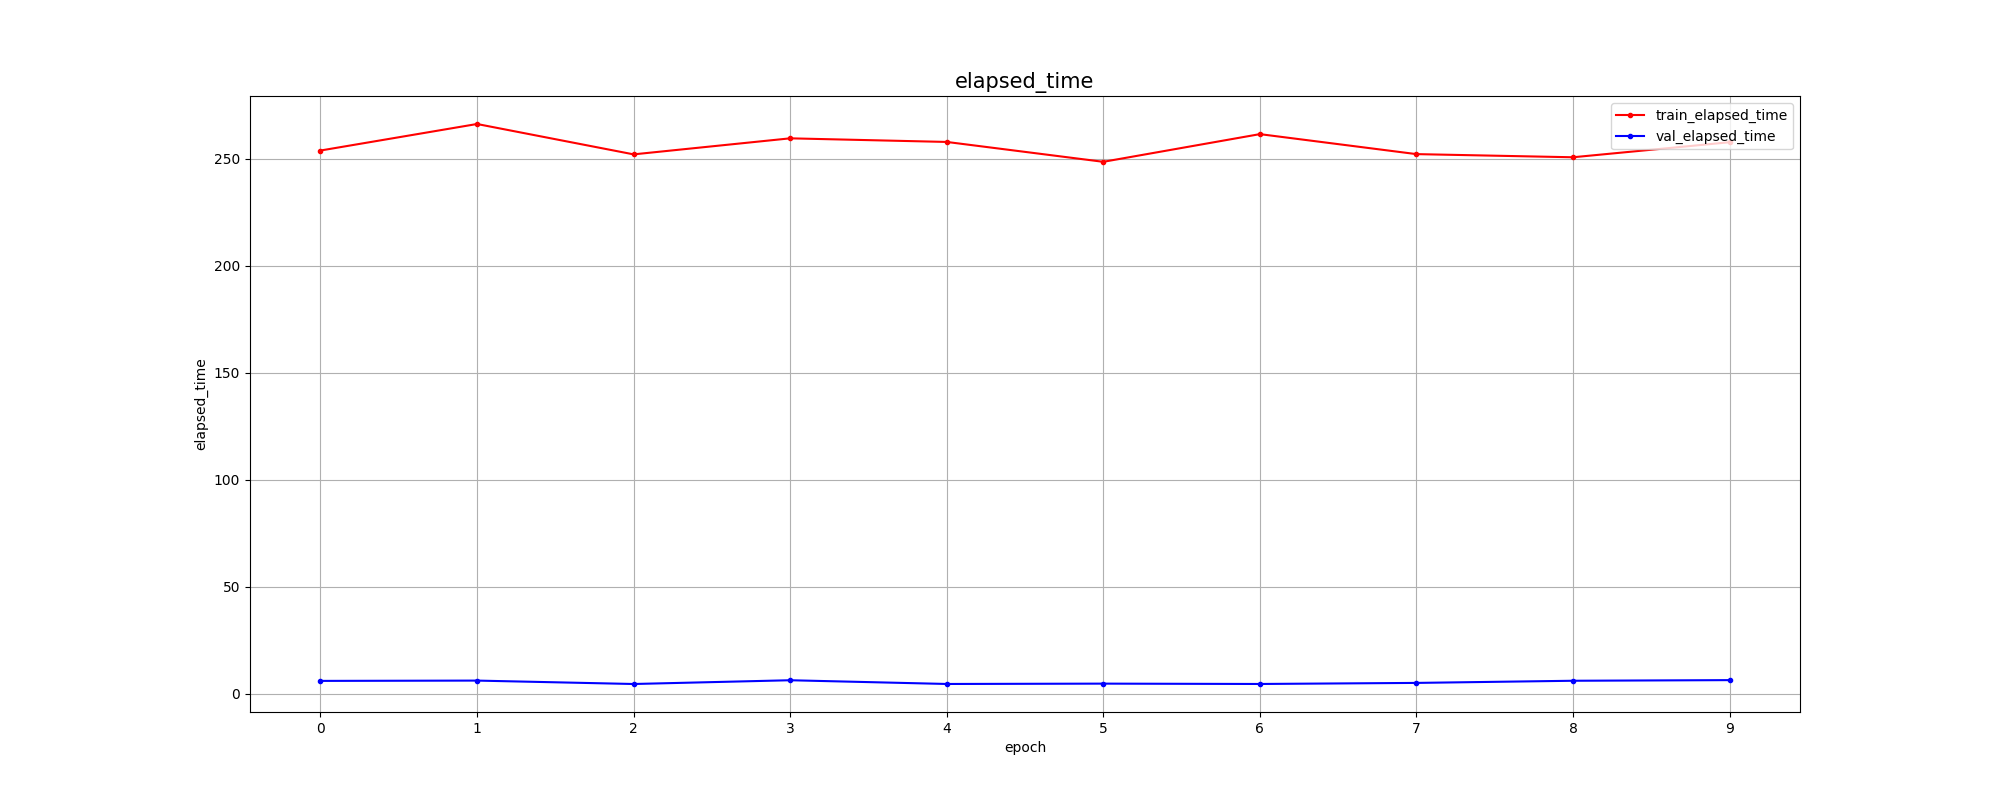 elapsed_time
train_elapsed_time
val_elapsed_time
250
200
150
100
50
0
elapsed_time
0 1 2 3 4 5 6 7 8 9
epoch